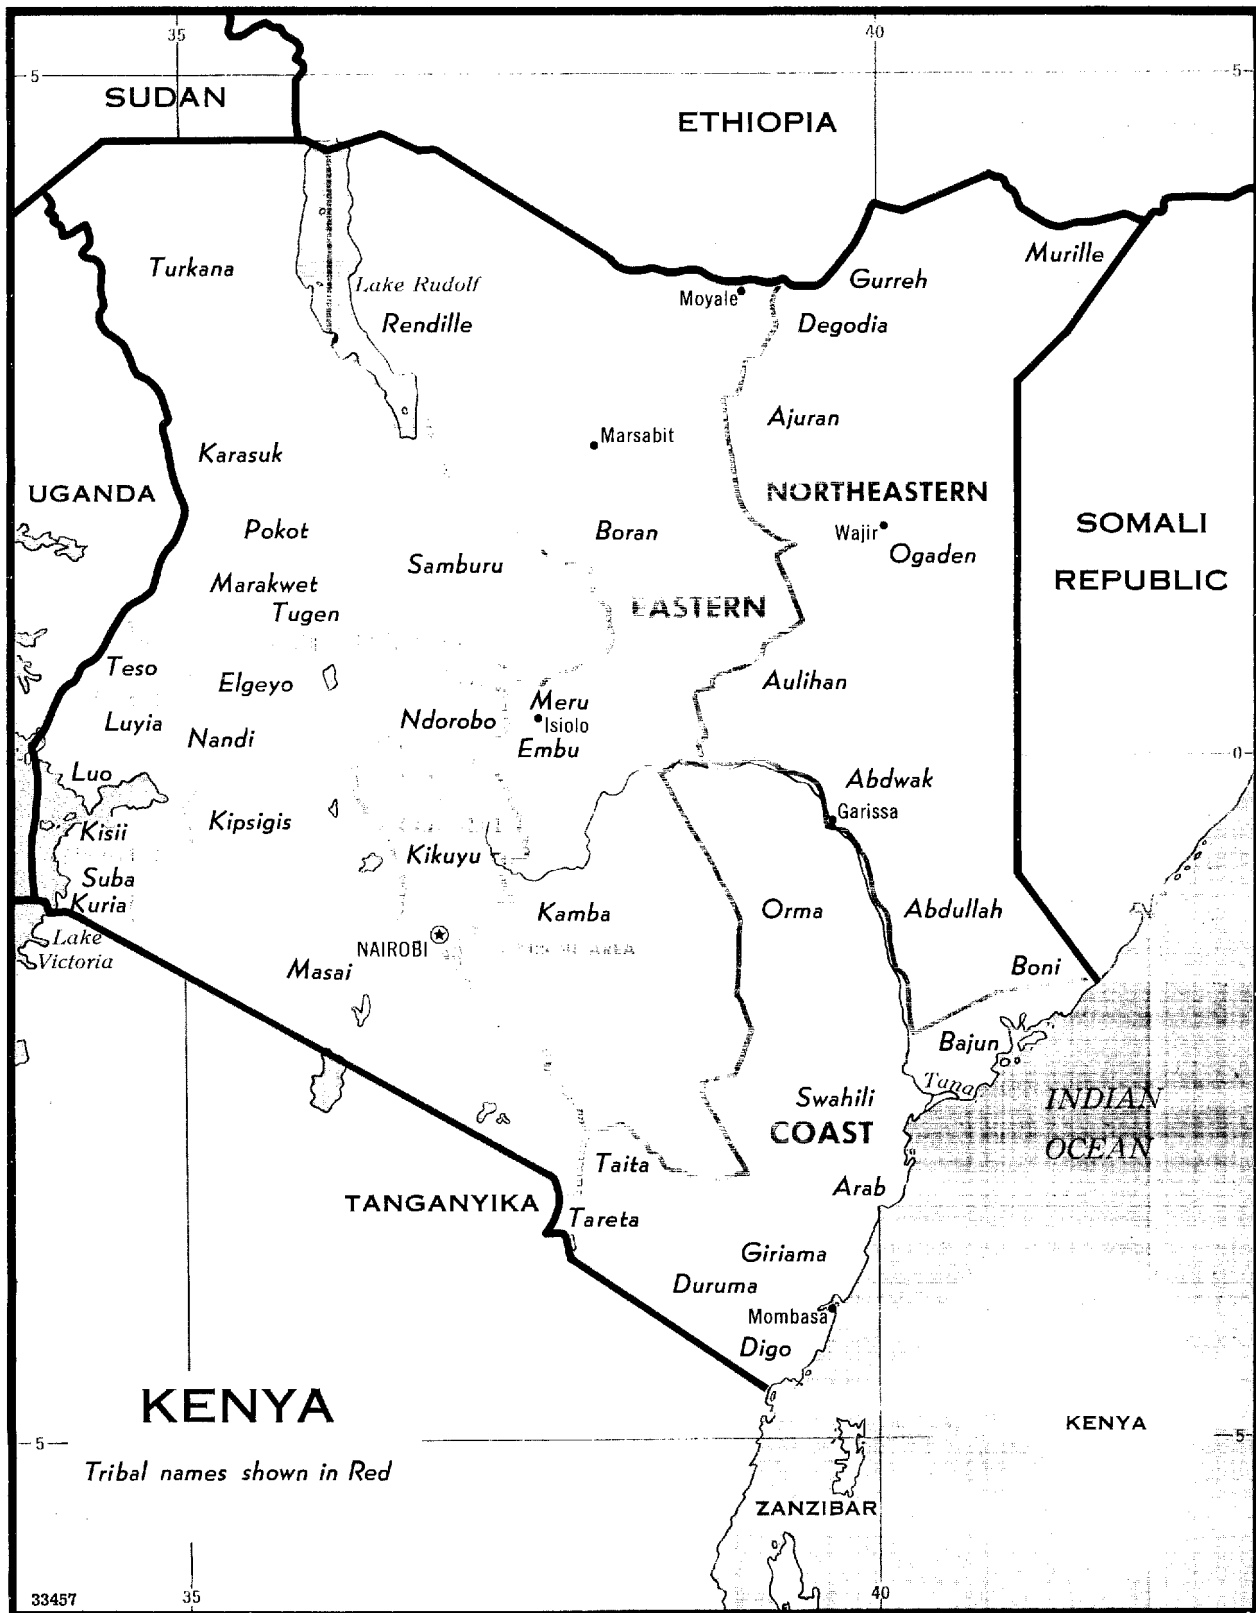 35
40
5
5
SUDAN
ETHIOPIA
Murille
Turkana
Lake Rudolf
Gurreh
Moyale
Rendille
Degodia
Ajuran
Marsabit
Karasuk
UGANDA
NORTHEASTERN
SOMALI
REPUBLIC
Pokot
Boran
Wajir
Ogaden
Samburu
Marakwet
Tugen
EASTERN
Teso
Elgeyo
Aulihan
Meru
Luyia
Ndorobo
Isiolo
Nandi
Embu
0
Luo
Abdwak
Garissa
Kisii
Kipsigis
Kikuyu
Suba
Kuria
Kamba
Orma
Abdullah
Lake
Victoria
NAIROBI
AREA
Masai
Boni
Bajun
Tana
Swahili
INDIAN
COAST
OCEAN
Taita
Arab
TANGANYIKA
Tareta
Giriama
Duruma
Mombasa
Digo
KENYA
KENYA
5
5
Tribal names shown in Red
ZANZIBAR
33457
35
40